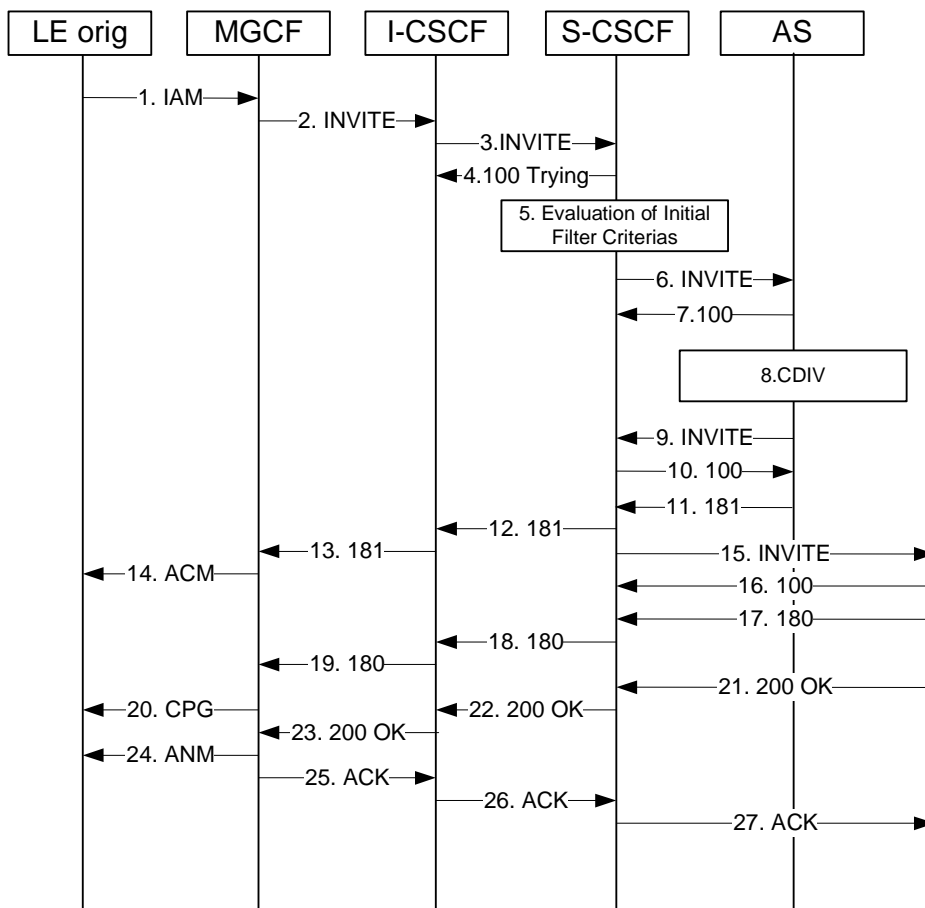 LE orig
MGCF
I-CSCF
S-CSCF
AS
1. IAM
2. INVITE
3.INVITE
4.100 Trying
5. Evaluation of Initial
Filter Criterias
6. INVITE
7.100
8.CDIV
9. INVITE
10. 100
11. 181
12. 181
13. 181
15. INVITE
14. ACM
16. 100
17. 180
18. 180
19. 180
21. 200 OK
20. CPG
22. 200 OK
23. 200 OK
24. ANM
25. ACK
26. ACK
27. ACK